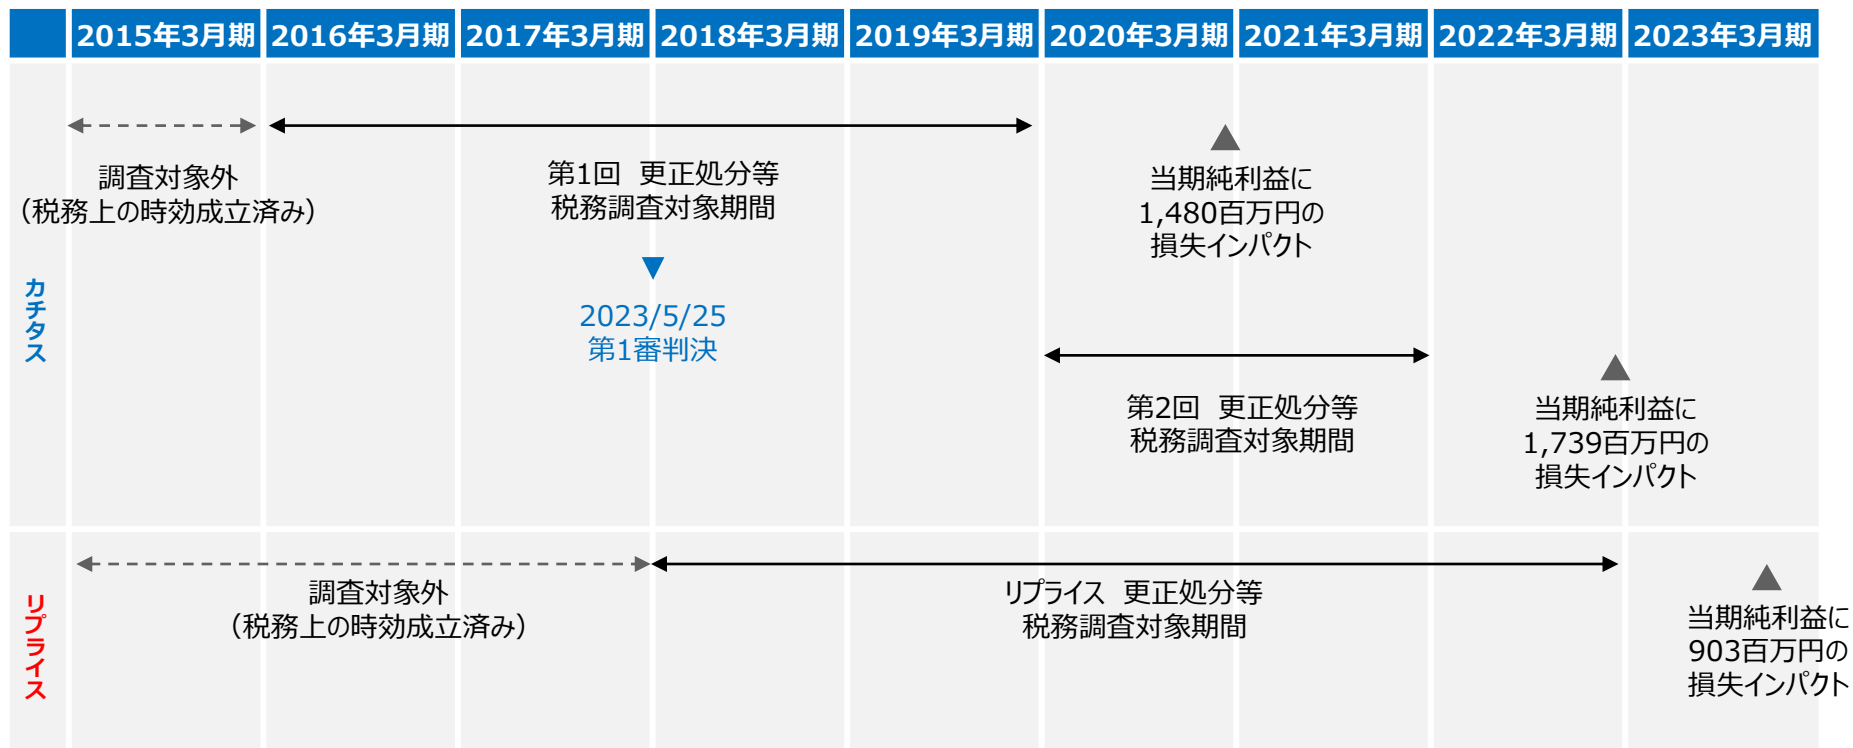 2015年3月期 2016年3月期 2017年3月期 2018年3月期 2019年3月期 2020年3月期 2021年3月期 2022年3月期 2023年3月期
カチタス
調査対象外
（税務上の時効成立済み）
第1回 更正処分等
税務調査対象期間
2023/5/25
第1審判決
当期純利益に
1,480百万円の
損失インパクト
第2回 更正処分等
税務調査対象期間
当期純利益に
1,739百万円の
損失インパクト
リプライス
調査対象外
（税務上の時効成立済み）
リプライス 更正処分等
税務調査対象期間
当期純利益に
903百万円の
損失インパクト